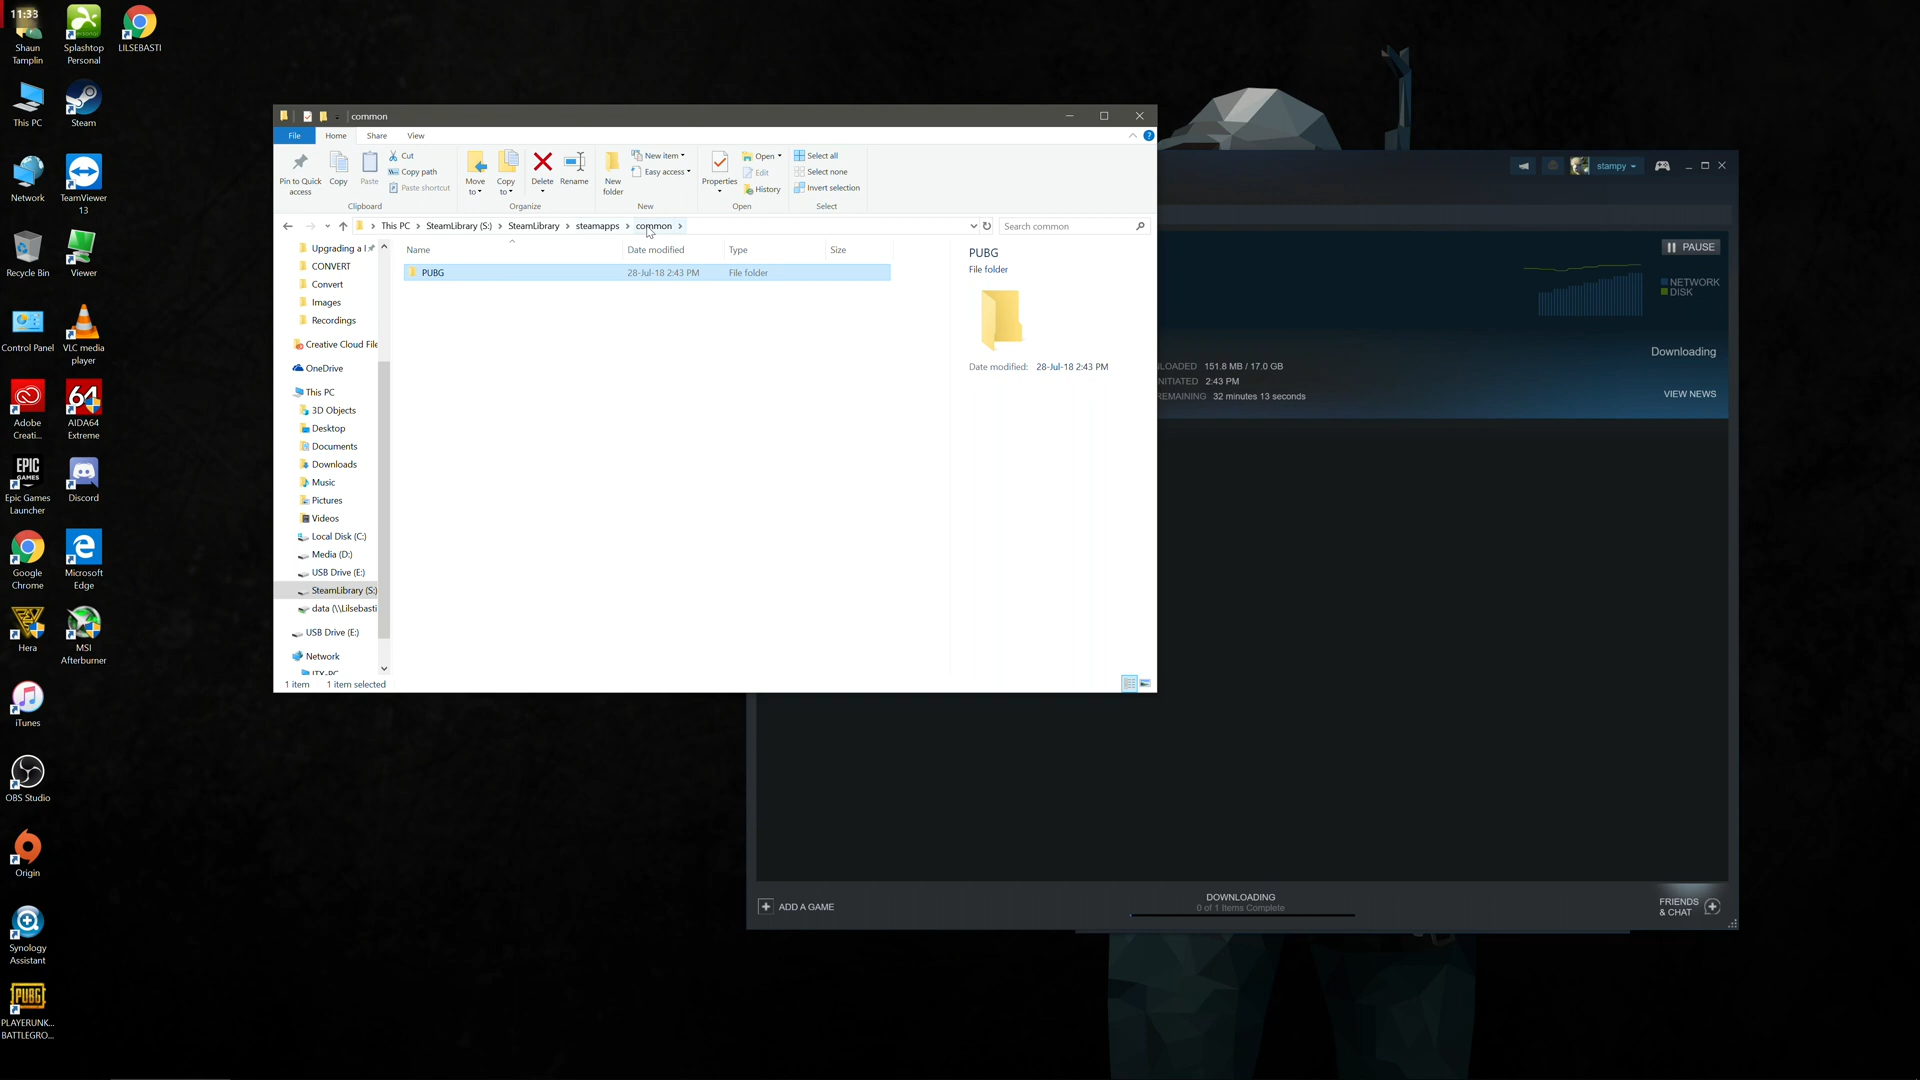 11:33
Shaun
Tamplin
Splashtop
Personal
LILSEBASTI
This PC
Steam
Network
TeamViewer
13
Recycle Bin
Viewer
Control Panel
VLC media
player
Adobe
Creati...
64
AIDA64
Extreme
EPIC
GAMES
Epic Games
Launcher
Discord
Google
Chrome
Microsoft
Edge
Hera
MSI
Afterburner
iTunes
OBS Studio
Origin
Synology
Assistant
PUBG
PLAYERUNK...
BATTLEGRO...
common
File
Home
Share
View
Pin to Quick
access
Copy
Paste
Cut
Copy path
Paste shortcut
Clipboard
Move
to
Copy
to
Delete
Rename
Organize
New
folder
New item
Easy access
New
Properties
Open
Edit
History
Open
Select all
Select none
Invert selection
Select
This PC > SteamLibrary (S:) > SteamLibrary > steamapps > common >
Search common
Upgrading a l
CONVERT
Convert
Images
Recordings
Creative Cloud File
OneDrive
This PC
3D Objects
Desktop
Documents
Downloads
Music
Pictures
Videos
Local Disk (C:)
Media (D:)
USB Drive (E:)
SteamLibrary (S:)
data (\\Lilsebasti
USB Drive (E:)
Network
ITX-PC
Name
Date modified
Type
Size
PUBG
28-Jul-18 2:43 PM
File folder
PUBG
File folder
Date modified: 28-Jul-18 2:43 PM
1 item
1 item selected
stampy
PAUSE
NETWORK
DISK
Downloading
LOADED 151.8 MB / 17.0 GB
NITIATED 2:43 PM
REMAINING 32 minutes 13 seconds
VIEW NEWS
ADD A GAME
DOWNLOADING
0 of 1 Items Complete
FRIENDS
& CHAT